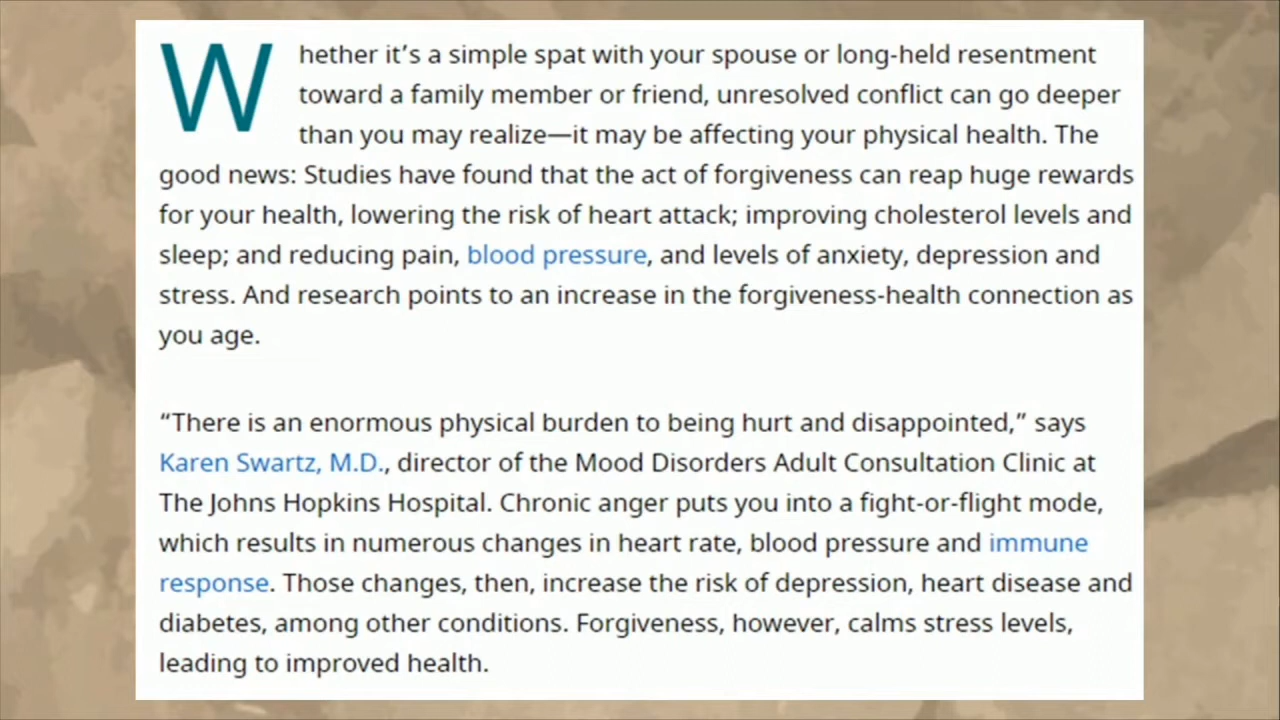 Whether it’s a simple spat with your spouse or long-held resentment
toward a family member or friend, unresolved conflict can go deeper
than you may realize—it may be affecting your physical health. The
good news: Studies have found that the act of forgiveness can reap huge rewards
for your health, lowering the risk of heart attack; improving cholesterol levels and
sleep; and reducing pain, blood pressure, and levels of anxiety, depression and
stress. And research points to an increase in the forgiveness-health connection as
you age.
“There is an enormous physical burden to being hurt and disappointed,” says
Karen Swartz, M.D., director of the Mood Disorders Adult Consultation Clinic at
The Johns Hopkins Hospital. Chronic anger puts you into a fight-or-flight mode,
which results in numerous changes in heart rate, blood pressure and immune
response. Those changes, then, increase the risk of depression, heart disease and
diabetes, among other conditions. Forgiveness, however, calms stress levels,
leading to improved health.